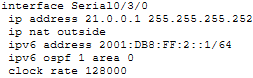 interface Serial0/3/0
ip address 21.0.0.1 255.255.255.252
ip nat outside
ipv6 address 2001:DB8:FF:2::1/64
ipv6 ospf 1 area 0
clock rate 128000